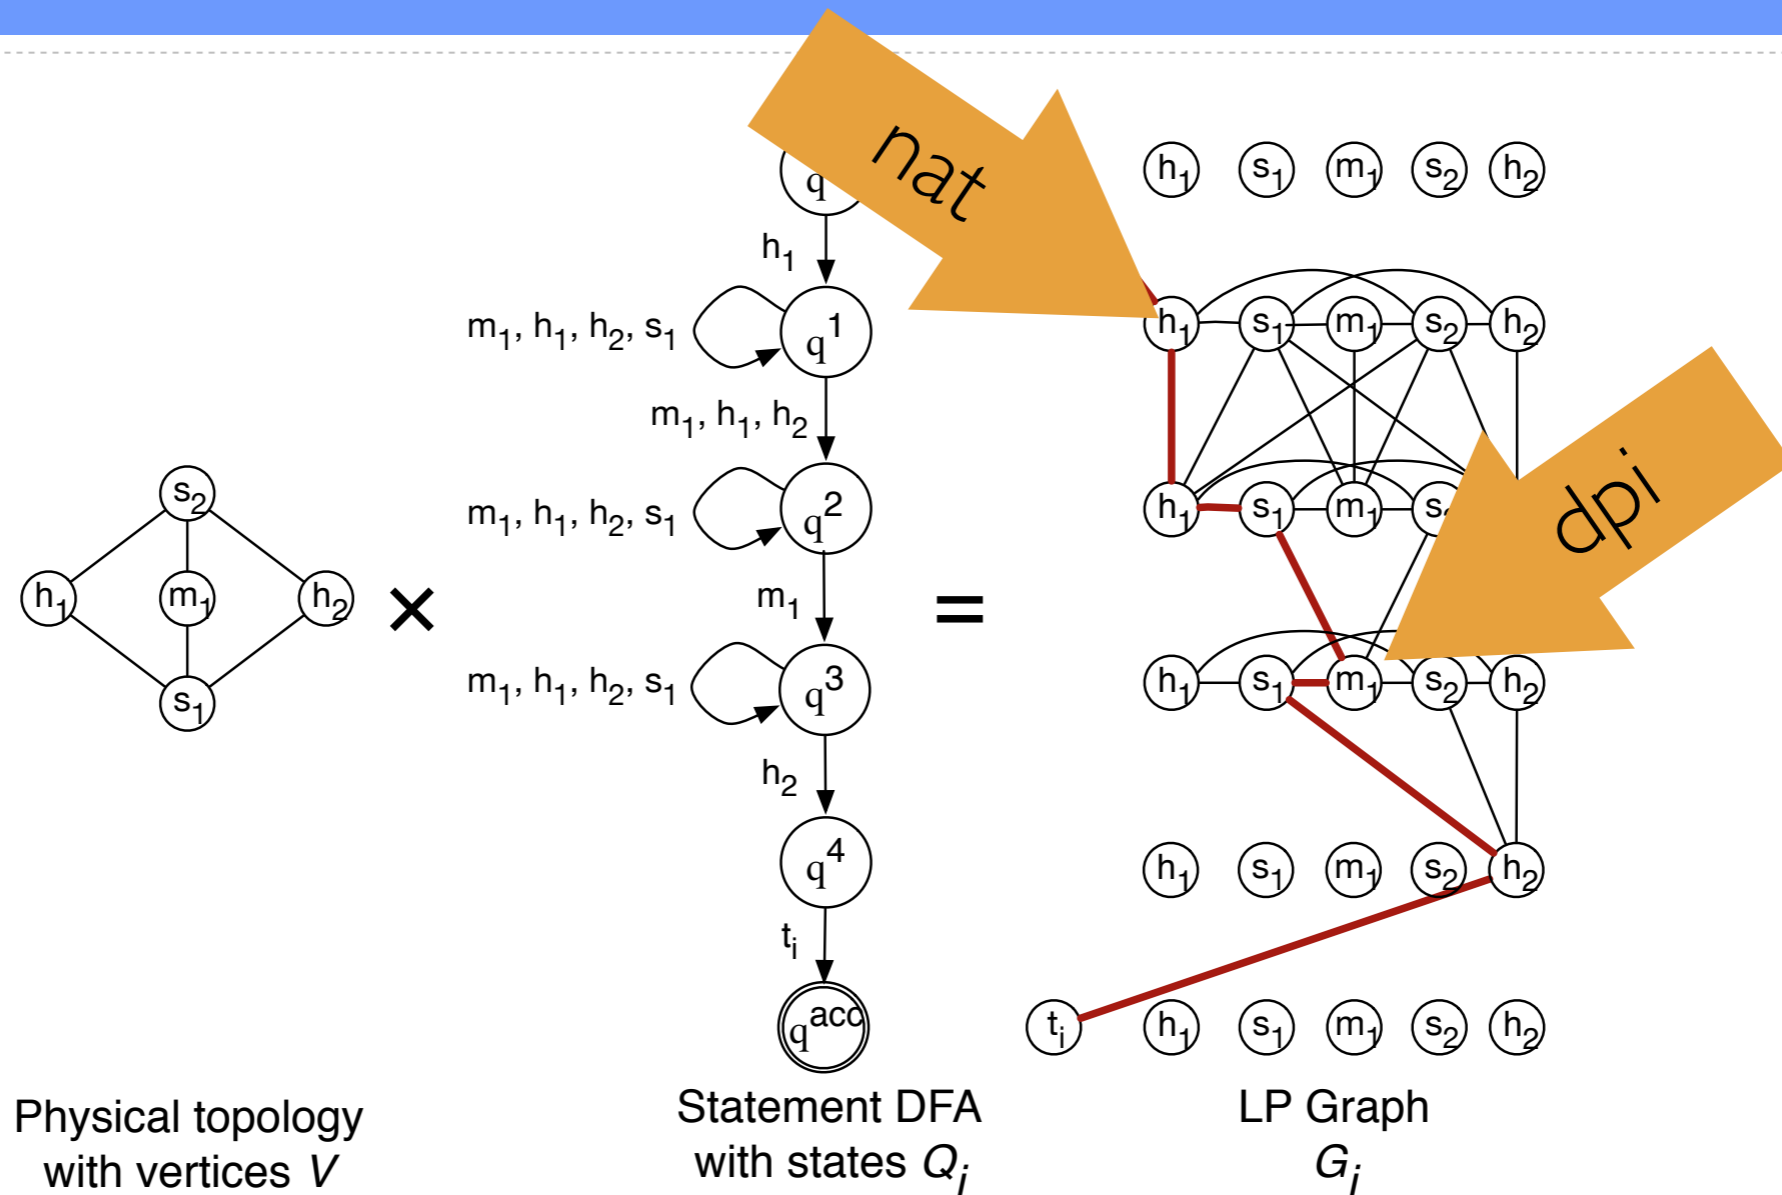 nat
q
h₁ s₁ m₁ s₂ h₂
h₁
m₁, h₁, h₂, s₁
q¹
h₁ s₁ m₁ s₂ h₂
m₁, h₁, h₂
m₁, h₁, h₂, s₁
q²
h₁ s₁ m₁ s₂
dpi
s₂
h₁ m₁ h₂
s₁
×
m₁
=
m₁, h₁, h₂, s₁
q³
h₁ s₁ m₁ s₂ h₂
h₂
q⁴
h₁ s₁ m₁ s₂ h₂
tᵢ
qᵃᶜᶜ
tᵢ h₁ s₁ m₁ s₂ h₂
Physical topology
with vertices V
Statement DFA
with states Qᵢ
LP Graph
Gᵢ